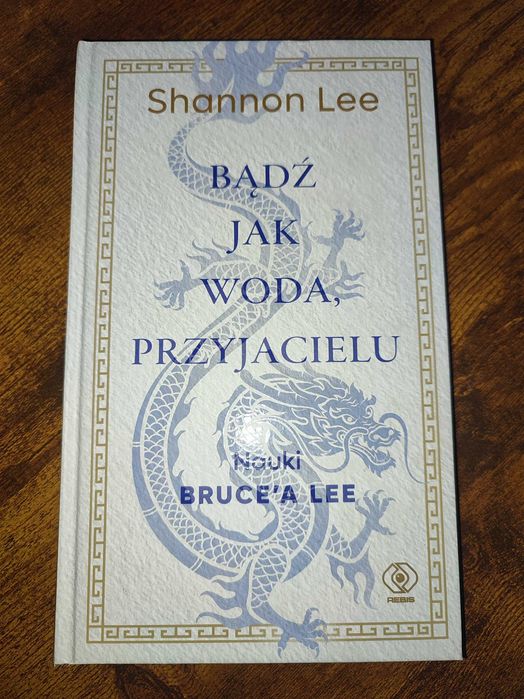 Shannon Lee
BĄDŹ
JAK
WODA,
PRZYJACIELU
Nauki
BRUCE'A LEE
REBIS